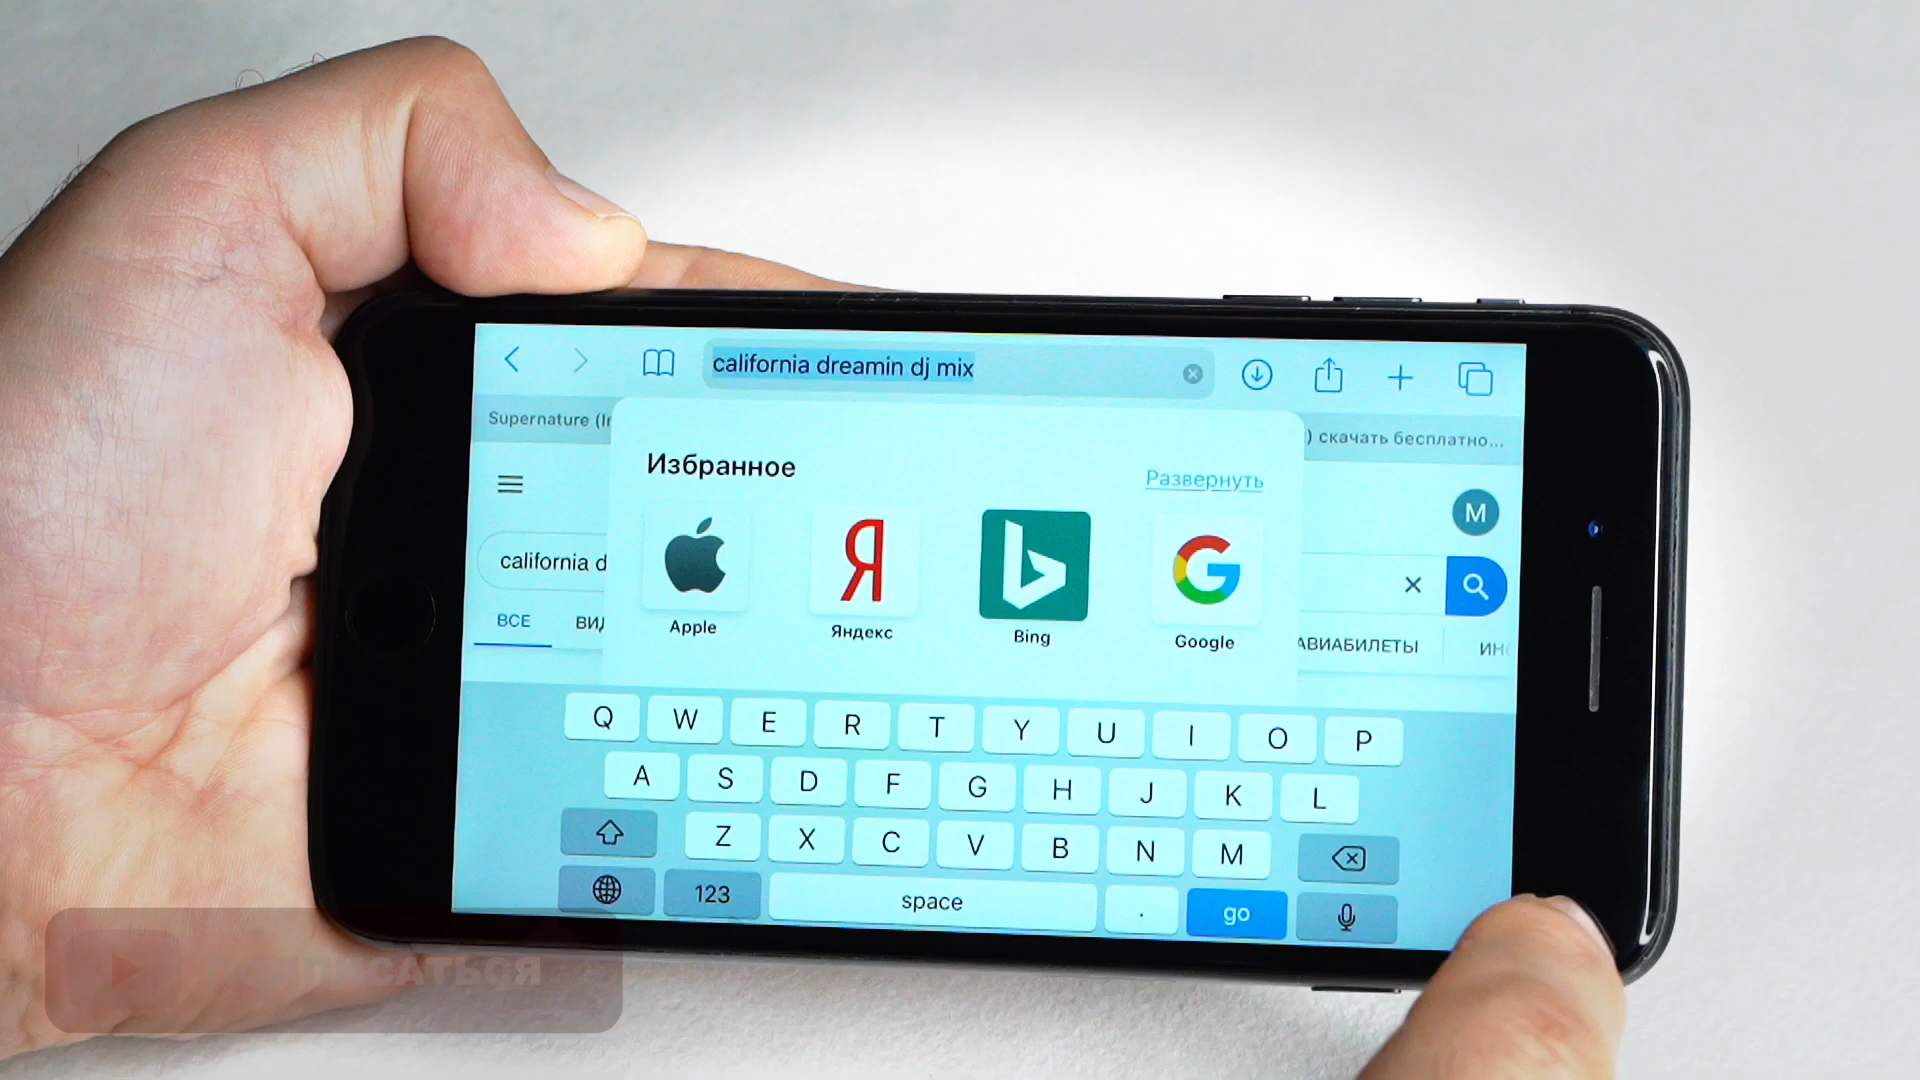 california dreamin dj mix
Supernature (I
) скачать бесплатно...
Избранное
Развернуть
M
california d
Apple
Яндекс
Bing
Google
ВСЕ
ВИД
АВИАБИЛЕТЫ
ИН
Q W E R T Y U I O P
A S D F G H J K L
Z X C V B N M
123
space
.
go
ПОДПИСАТЬСЯ